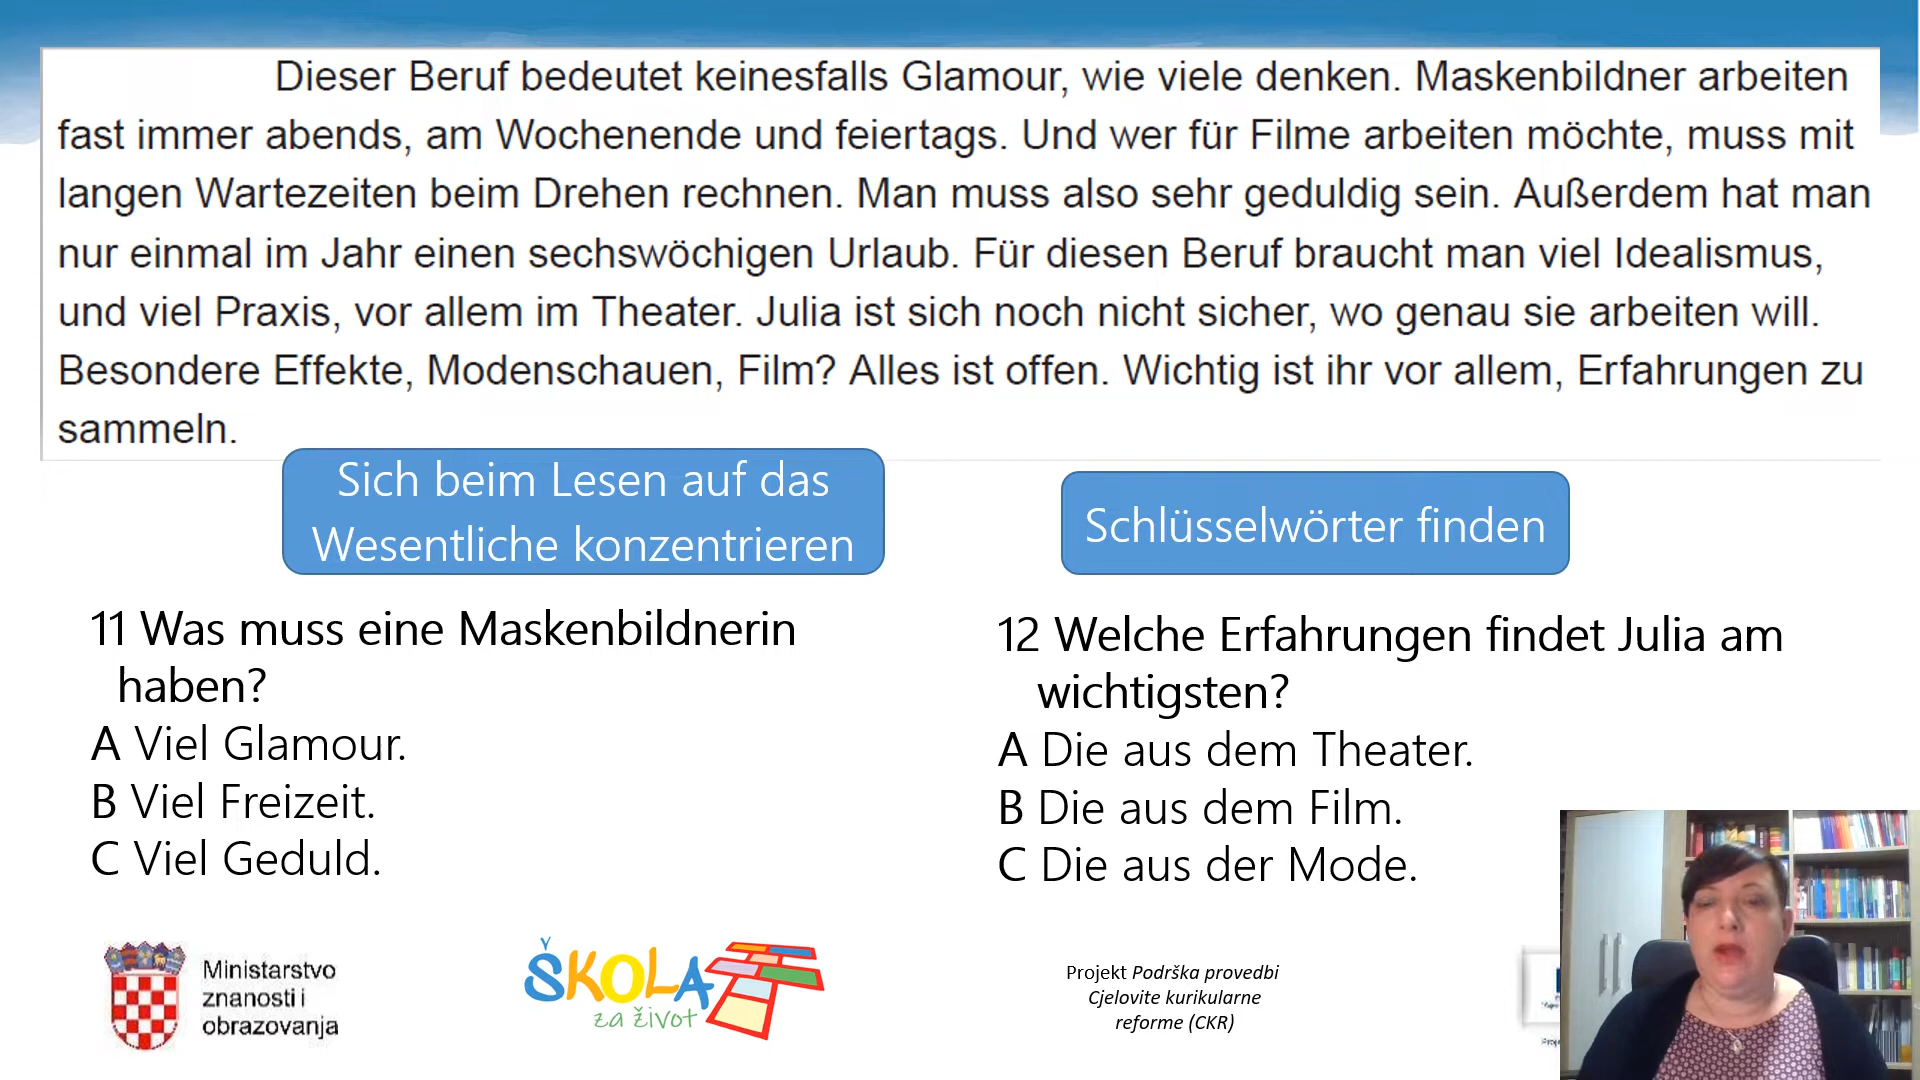 Dieser Beruf bedeutet keinesfalls Glamour, wie viele denken. Maskenbildner arbeiten
fast immer abends, am Wochenende und feiertags. Und wer für Filme arbeiten möchte, muss mit
langen Wartezeiten beim Drehen rechnen. Man muss also sehr geduldig sein. Außerdem hat man
nur einmal im Jahr einen sechswöchigen Urlaub. Für diesen Beruf braucht man viel Idealismus,
und viel Praxis, vor allem im Theater. Julia ist sich noch nicht sicher, wo genau sie arbeiten will.
Besondere Effekte, Modenschauen, Film? Alles ist offen. Wichtig ist ihr vor allem, Erfahrungen zu
sammeln.
Sich beim Lesen auf das
Wesentliche konzentrieren
Schlüsselwörter finden
11 Was muss eine Maskenbildnerin
haben?
A Viel Glamour.
B Viel Freizeit.
C Viel Geduld.
12 Welche Erfahrungen findet Julia am
wichtigsten?
A Die aus dem Theater.
B Die aus dem Film.
C Die aus der Mode.
Ministarstvo
znanosti i
obrazovanja
ŠKOLA
za život
Projekt Podrška provedbi
Cjelovite kurikularne
reforme (CKR)